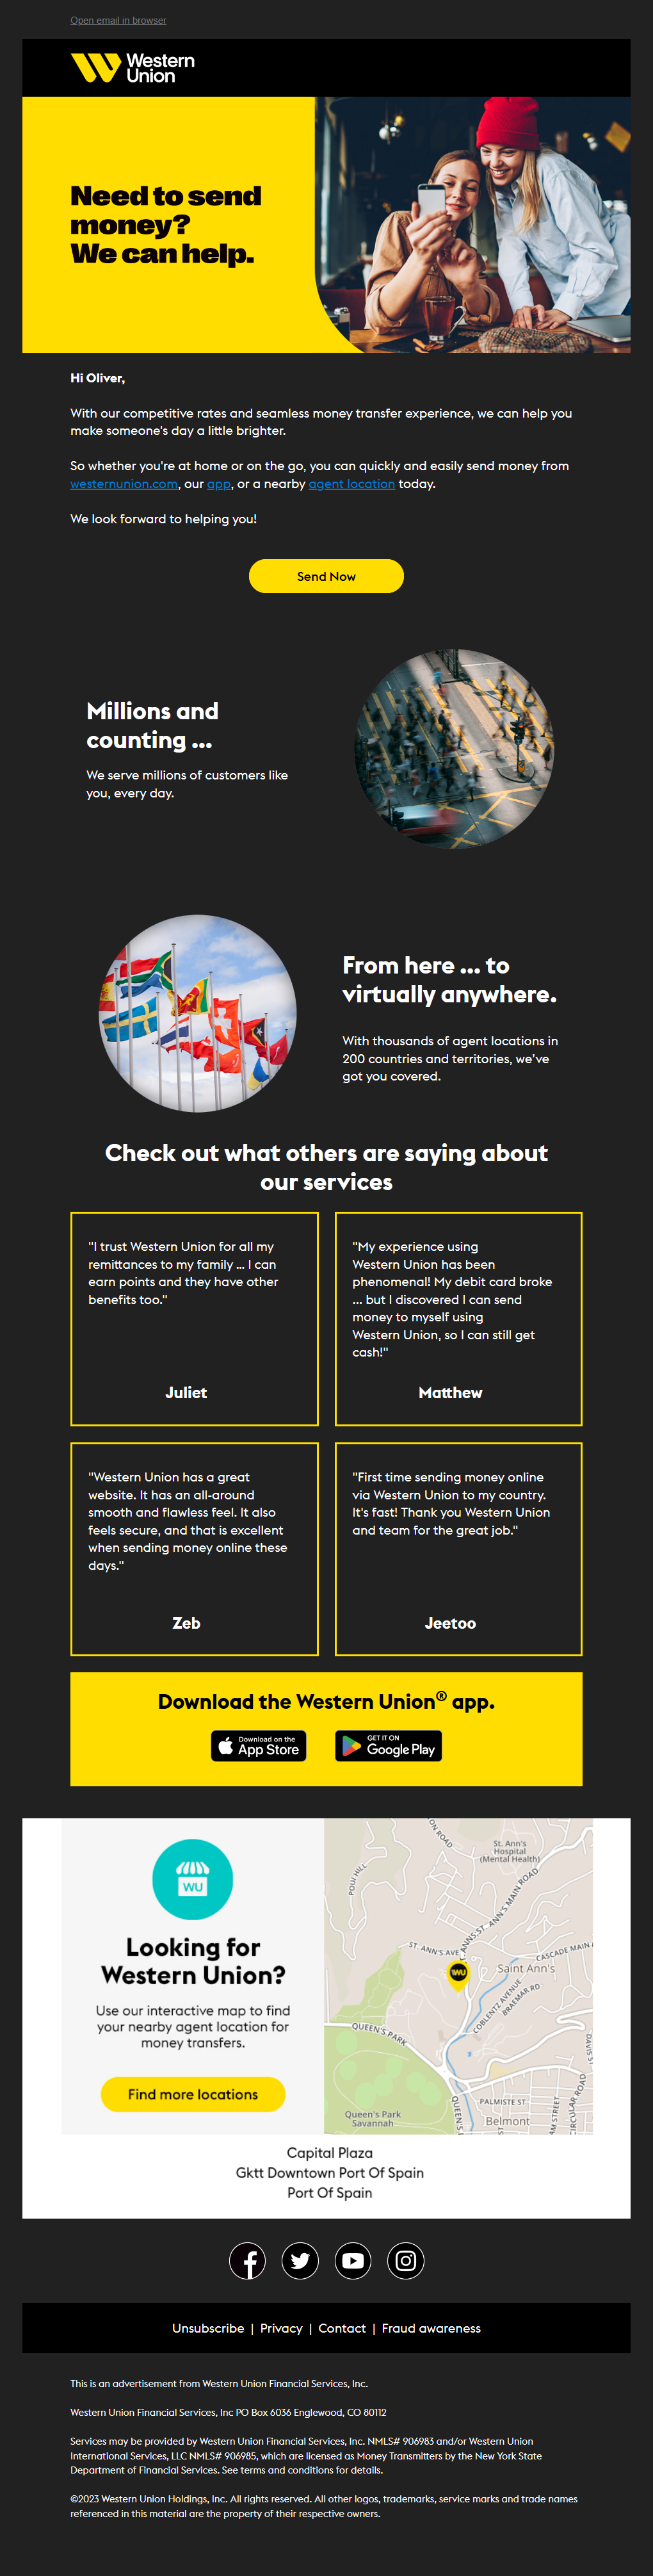 Open email in browser
Western
Union
Need to send
money?
We can help.
Hi Oliver,
With our competitive rates and seamless money transfer experience, we can help you
make someone's day a little brighter.
So whether you're at home or on the go, you can quickly and easily send money from
westernunion.com, our app, or a nearby agent location today.
We look forward to helping you!
Send Now
Millions and
counting ...
We serve millions of customers like
you, every day.
From here ... to
virtually anywhere.
With thousands of agent locations in
200 countries and territories, we've
got you covered.
Check out what others are saying about
our services
"I trust Western Union for all my
remittances to my family ... I can
earn points and they have other
benefits too."
Juliet
"My experience using
Western Union has been
phenomenal! My debit card broke
... but I discovered I can send
money to myself using
Western Union, so I can still get
cash!"
Matthew
"Western Union has a great
website. It has an all-around
smooth and flawless feel. It also
feels secure, and that is excellent
when sending money online these
days."
Zeb
"First time sending money online
via Western Union to my country.
It's fast! Thank you Western Union
and team for the great job."
Jeetoo
Download the Western Union® app.
Download on the
App Store
GET IT ON
Google Play
WU
Looking for
Western Union?
Use our interactive map to find
your nearby agent location for
money transfers.
Find more locations
ON ROAD
St. Ann's
Hospital
(Mental Health)
POUI HILL
ST. ANN'S MAIN ROAD
ST. ANN'S AVE
ANNS
CASCADE MAIN
WU
Saint Ann's
COBLENTZ AVENUE
BRAEMAR RD
QUEEN'S PARK
DAVIS ST
PALMISTE ST
Queen's Park
Savannah
QUEEN'S
Belmont
AM STREET
CIRCULAR ROAD
Capital Plaza
Gktt Downtown Port Of Spain
Port Of Spain
Unsubscribe | Privacy | Contact | Fraud awareness
This is an advertisement from Western Union Financial Services, Inc.
Western Union Financial Services, Inc PO Box 6036 Englewood, CO 80112
Services may be provided by Western Union Financial Services, Inc. NMLS# 906983 and/or Western Union
International Services, LLC NMLS# 906985, which are licensed as Money Transmitters by the New York State
Department of Financial Services. See terms and conditions for details.
©2023 Western Union Holdings, Inc. All rights reserved. All other logos, trademarks, service marks and trade names
referenced in this material are the property of their respective owners.